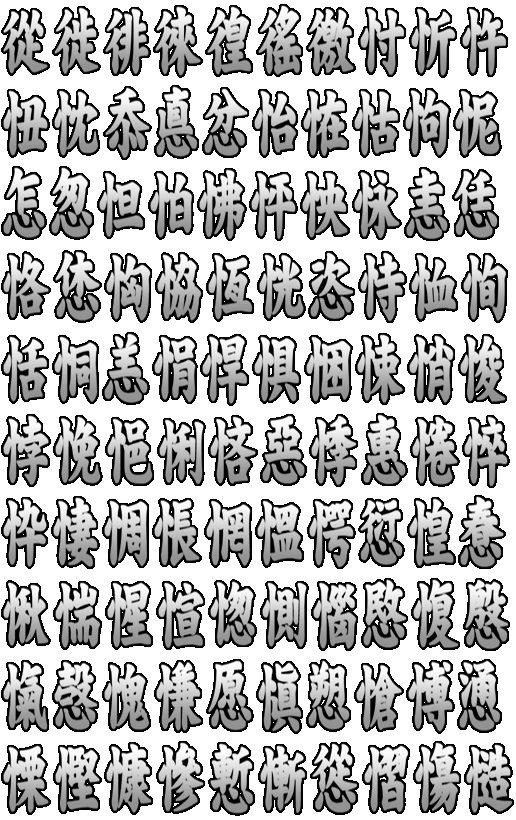 從徙徘徠徨徭徼忖忻忤
忸忱忝悳忿怡恠怙怐怩
怎怱怛怕怫怦怏怺恚恁
恪恷恟恊恆恍恣恃恤恂
恬恫恙悁悍惧悃悚悄悛
悖悗悒悧悋惡悸惠惓悴
忰悽惆悵惘慍愕愆惶惷
愀惴惺愃愡惻惱愍愎慇
愾愨愧慊愿愼愬愴愽慂
慄慳慷慘慙慚慫慴慯慥